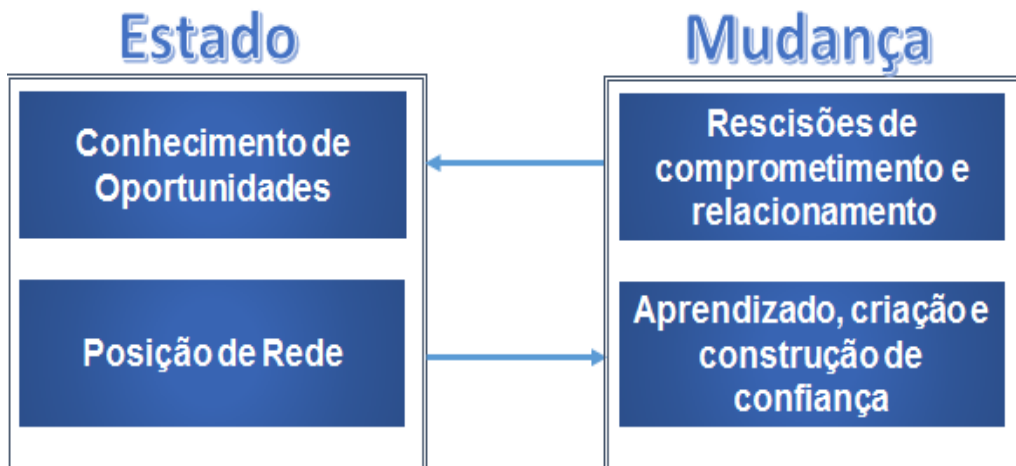 Estado
Mudança
Conhecimento de
Oportunidades
Rescisões de
comprometimento e
relacionamento
Posição de Rede
Aprendizado, criação e
construção de
confiança